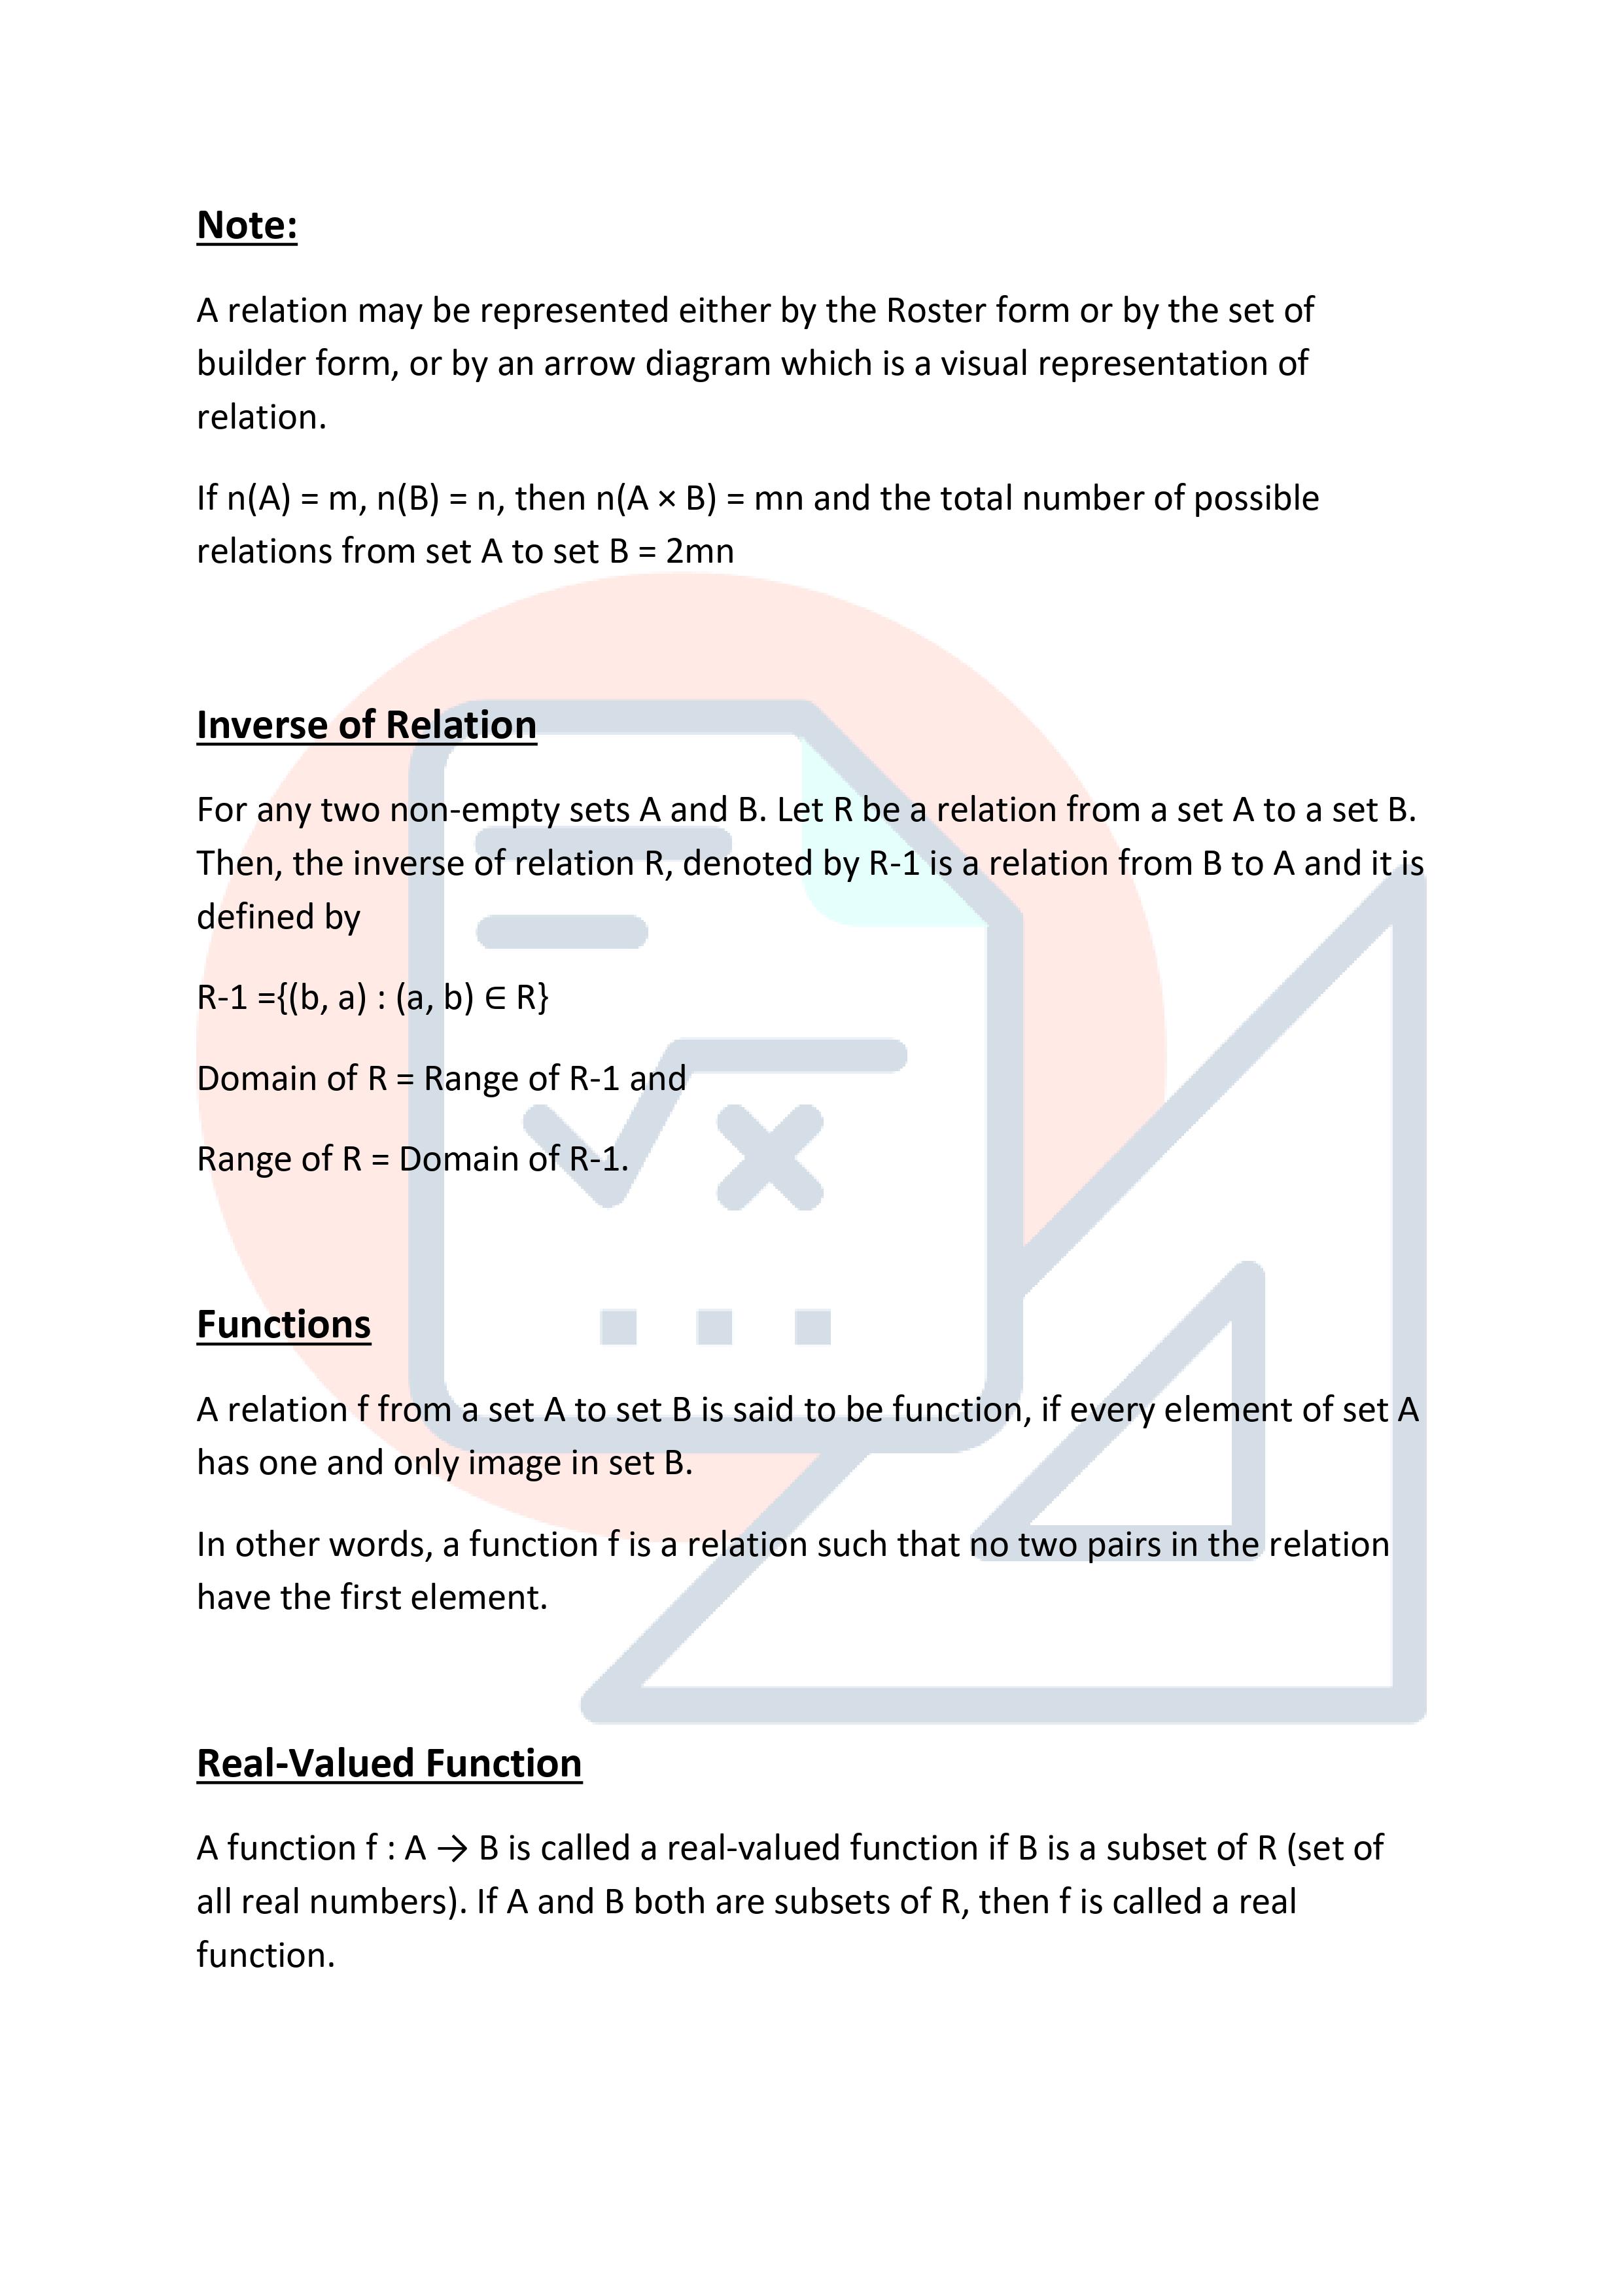 Note:
A relation may be represented either by the Roster form or by the set of
builder form, or by an arrow diagram which is a visual representation of
relation.
If n(A) = m, n(B) = n, then n(A × B) = mn and the total number of possible
relations from set A to set B = 2mn
Inverse of Relation
For any two non-empty sets A and B. Let R be a relation from a set A to a set B.
Then, the inverse of relation R, denoted by R-1 is a relation from B to A and it is
defined by
R-1 ={(b, a) : (a, b) ∈ R}
Domain of R = Range of R-1 and
Range of R = Domain of R-1.
Functions
A relation f from a set A to set B is said to be function, if every element of set A
has one and only image in set B.
In other words, a function f is a relation such that no two pairs in the relation
have the first element.
Real-Valued Function
A function f : A → B is called a real-valued function if B is a subset of R (set of
all real numbers). If A and B both are subsets of R, then f is called a real
function.